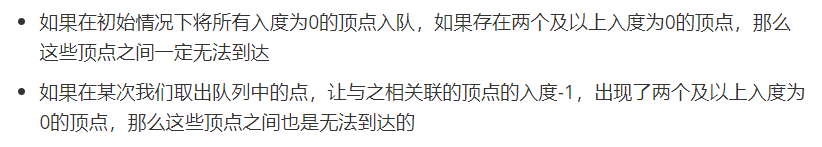 • 如果在初始情况下将所有入度为0的顶点入队，如果存在两个及以上入度为0的顶点，那么
这些顶点之间一定无法到达
• 如果在某次我们取出队列中的点，让与之相关联的顶点的入度-1，出现了两个及以上入度为
0的顶点，那么这些顶点之间也是无法到达的